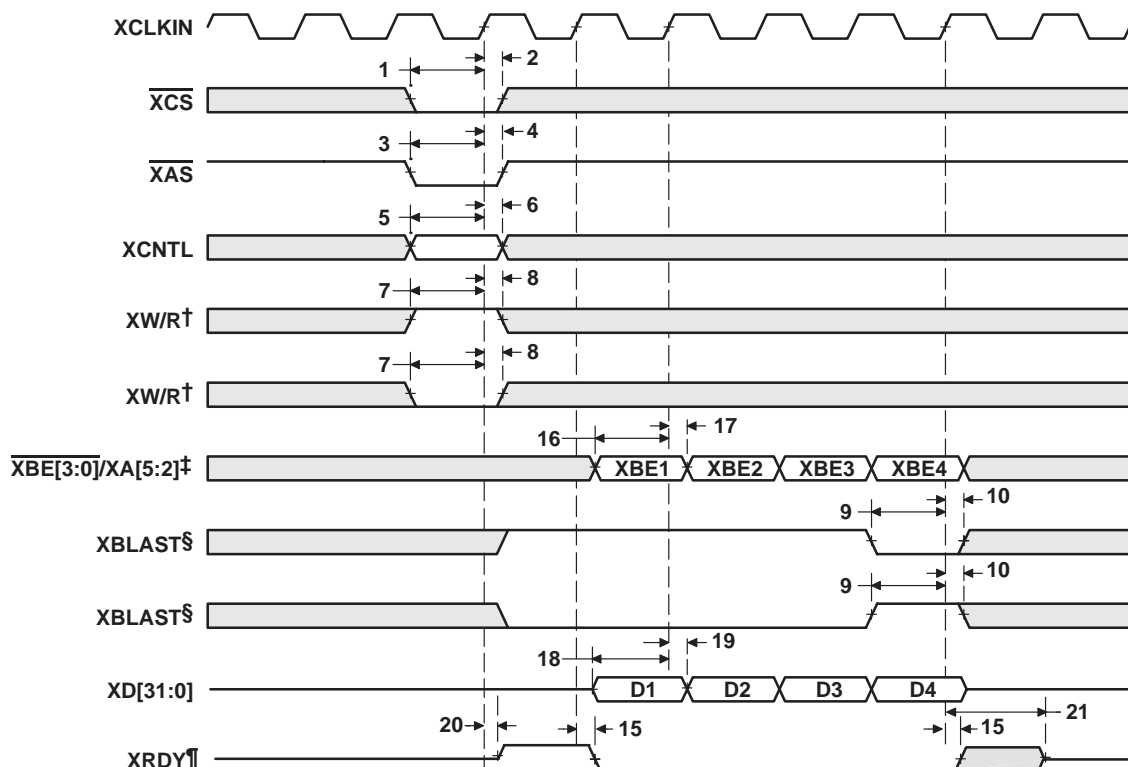 XCLKIN
2
1
XCS
4
3
XAS
6
5
XCNTL
8
7
XW/R†
8
7
XW/R†
17
16
XBE[3:0]/XA[5:2]‡ XBE1 XBE2 XBE3 XBE4
10
9
XBLAST§
10
9
XBLAST§
19
18
XD[31:0] D1 D2 D3 D4
21
20 15 15
XRDY¶